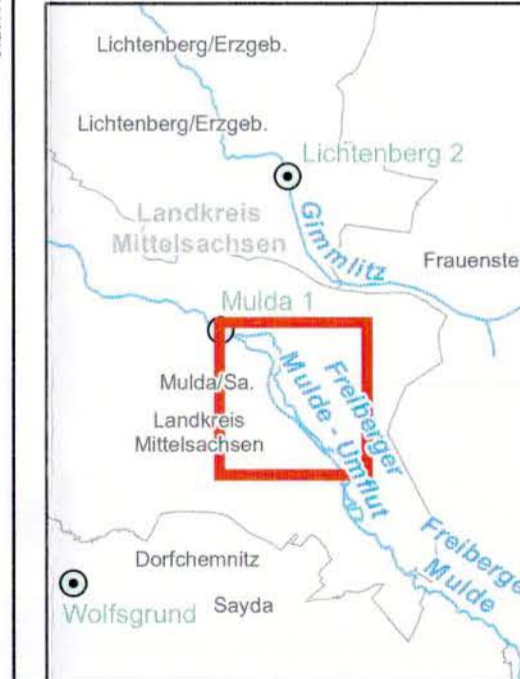 Lichtenberg/Erzgeb.
Lichtenberg/Erzgeb.
Lichtenberg 2
Landkreis
Mittelsachsen
Gimmlitz
Frauenste
Mulda 1
Mulda/Sa.
Landkreis
Mittelsachsen
Freiberger
Mulde - Umflut
Freiberge
Mulde
Dorfchemnitz
Wolfsgrund
Sayda